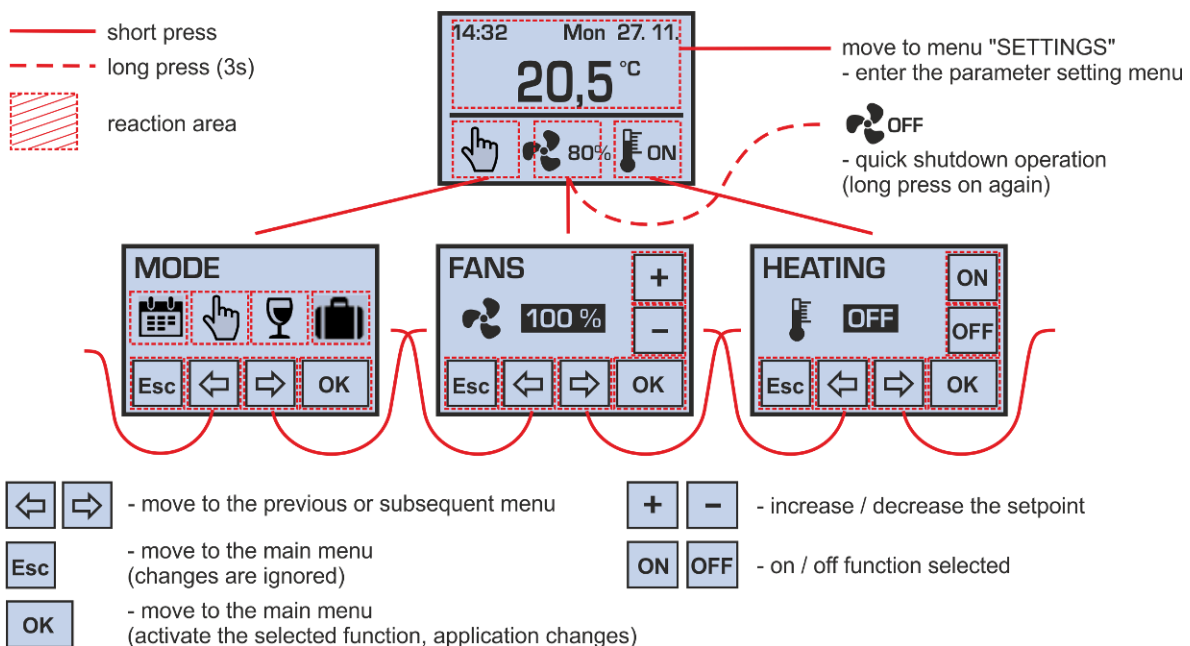 short press
long press (3s)
reaction area
14:32 Mon 27. 11.
20,5 °C
80% ON
move to menu "SETTINGS"
- enter the parameter setting menu
OFF
- quick shutdown operation
(long press on again)
MODE
Esc OK
FANS
+
100 %
−
Esc OK
HEATING
ON
OFF
OFF
Esc OK
- move to the previous or subsequent menu
Esc
- move to the main menu
(changes are ignored)
OK
- move to the main menu
(activate the selected function, application changes)
+ − - increase / decrease the setpoint
ON OFF - on / off function selected